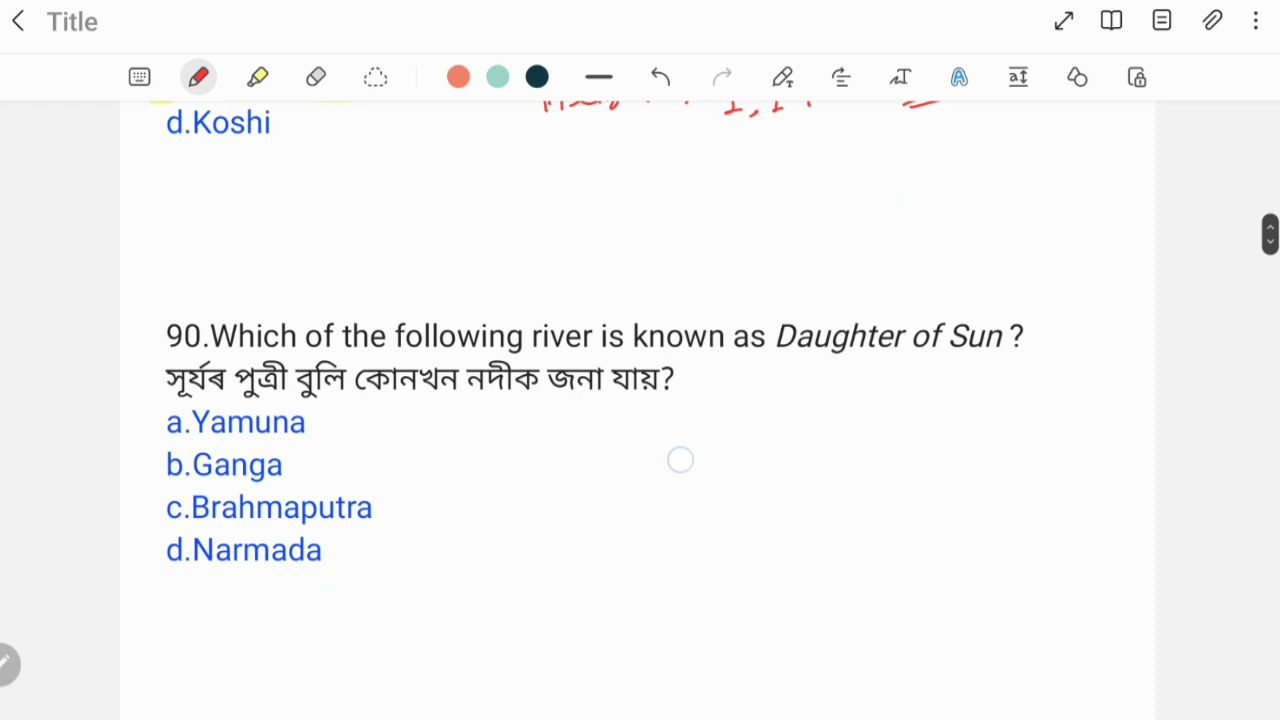 Title
d.Koshi
90.Which of the following river is known as Daughter of Sun ?
সূৰ্যৰ পুত্ৰী বুলি কোনখন নদীক জনা যায়?
a.Yamuna
b.Ganga
c.Brahmaputra
d.Narmada